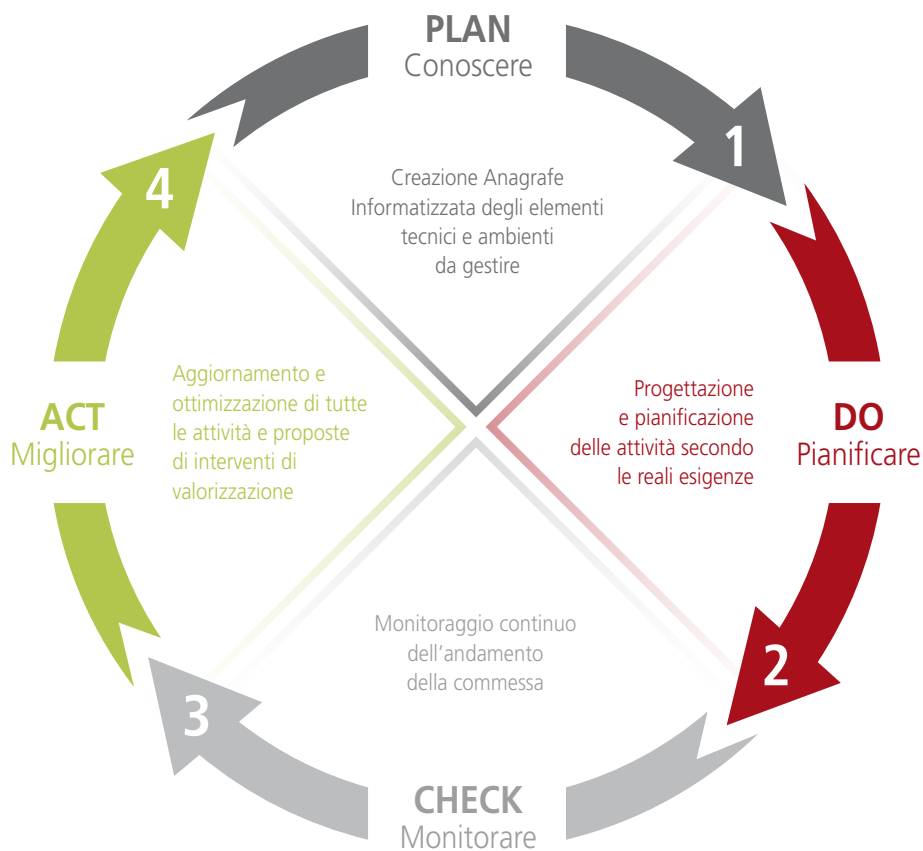 PLAN
Conoscere
1
Creazione Anagrafe
Informatizzata degli elementi
tecnici e ambienti
da gestire
DO
Pianificare
2
Progettazione
e pianificazione
delle attività secondo
le reali esigenze
CHECK
Monitorare
3
Monitoraggio continuo
dell’andamento
della commessa
ACT
Migliorare
4
Aggiornamento e
ottimizzazione di tutte
le attività e proposte
di interventi di
valorizzazione